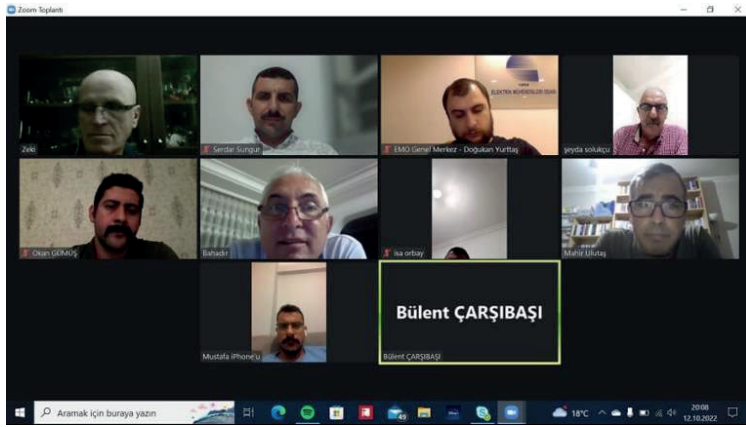 Zoom Toplantı
ELEKTRİK MÜHENDİSLERİ ODASI
Zeki
Serdar Sungur
EMO Genel Merkez - Doğukan Yurttaş
şeyda solukçu
Okan GÜMÜŞ
Bahadır
isa orbay
Mahir Ulutaş
Mustafa iPhone'u
Bülent ÇARŞIBAŞI
Bülent ÇARŞIBAŞI
Aramak için buraya yazın
49
18°C
20:08
12.10.2022